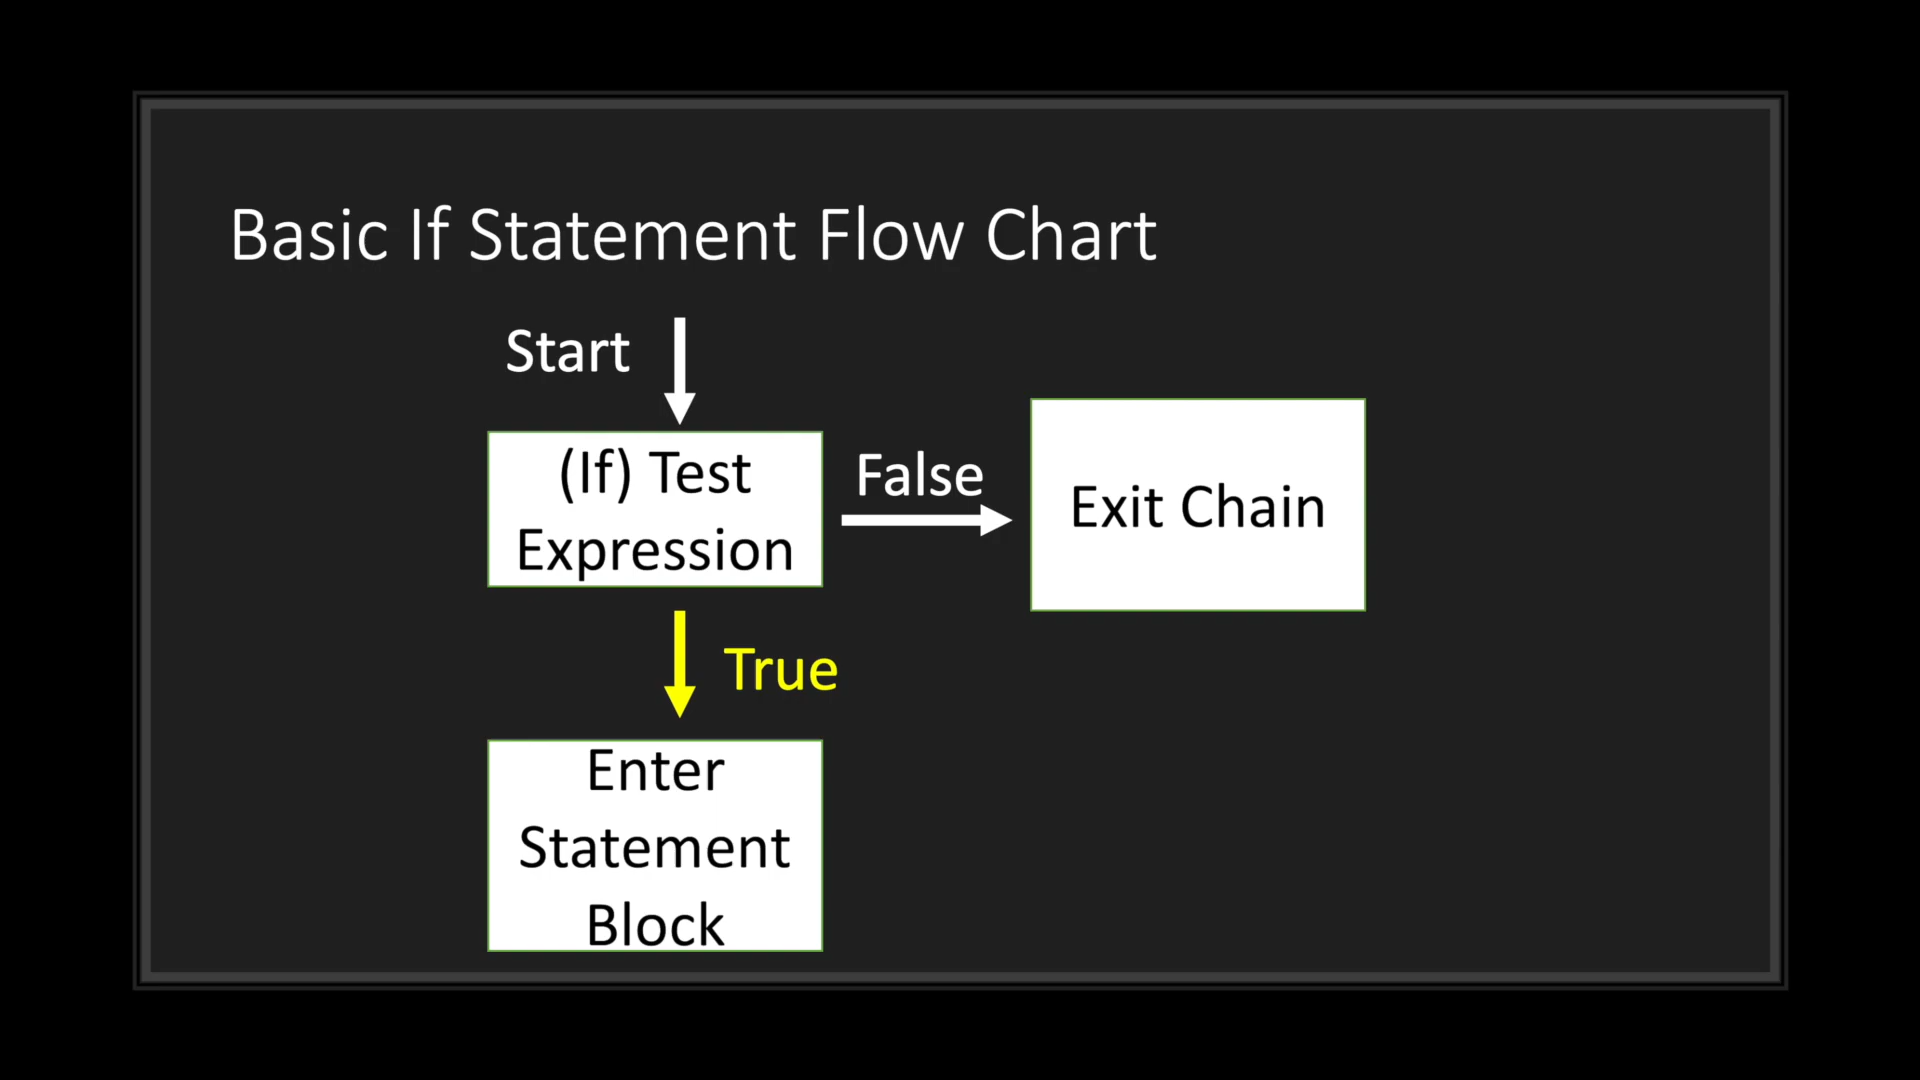 Basic If Statement Flow Chart
Start
(If) Test
Expression
False
Exit Chain
True
Enter
Statement
Block